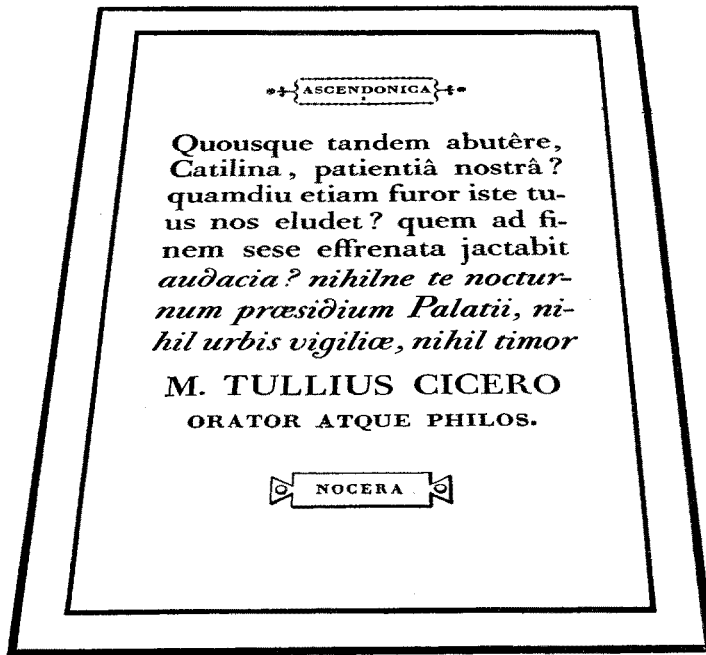 ASCENDONICA
Quousque tandem abutêre,
Catilina, patientiâ nostrâ?
quamdiu etiam furor iste tu-
us nos eludet? quem ad fi-
nem sese effrenata jactabit
audacia? nihilne te noctur-
num præsidium Palatii, ni-
hil urbis vigiliæ, nihil timor
M. TULLIUS CICERO
ORATOR ATQUE PHILOS.
NOCERA